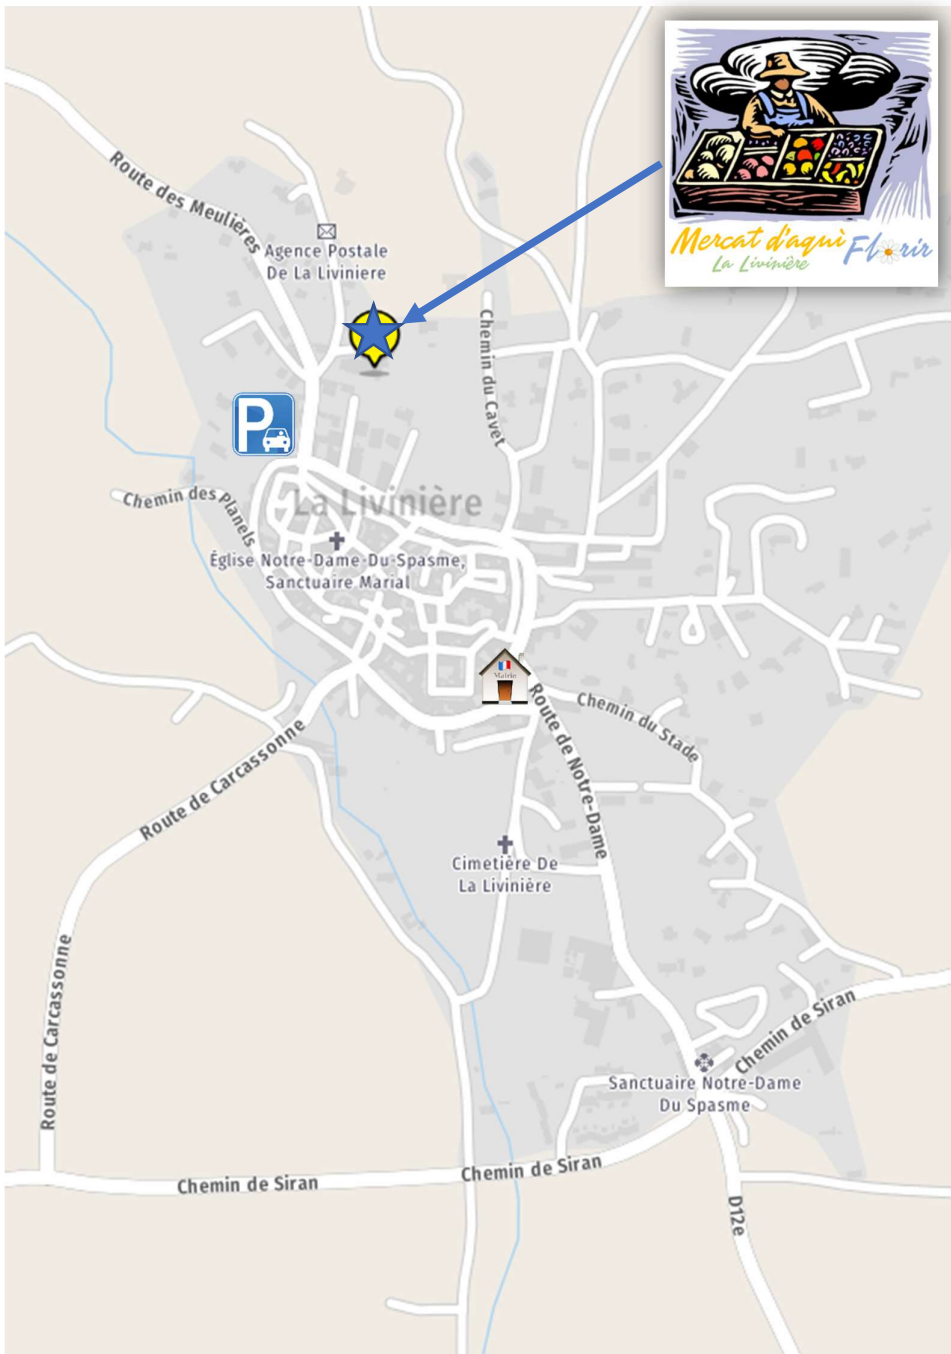 Mercat d'aquì Florir
La Livinière
Route des Meulières
Agence Postale
De La Liviniere
Chemin du Cavet
P
Chemin des Planels
La Livinière
Église Notre-Dame-Du-Spasme,
Sanctuaire Marial
Mairie
Chemin du Stade
Route de Notre-Dame
Route de Carcassonne
Cimetière De
La Livinière
Route de Carcassonne
Chemin de Siran
Sanctuaire Notre-Dame
Du Spasme
Chemin de Siran
Chemin de Siran
D12e